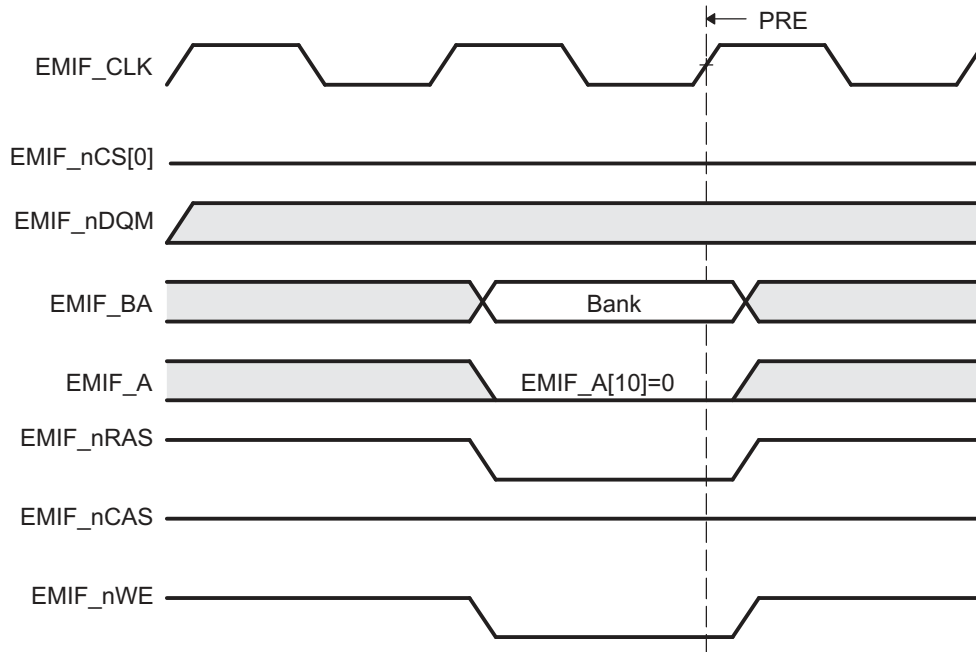 PRE
EMIF_CLK
EMIF_nCS[0]
EMIF_nDQM
EMIF_BA
Bank
EMIF_A
EMIF_A[10]=0
EMIF_nRAS
EMIF_nCAS
EMIF_nWE